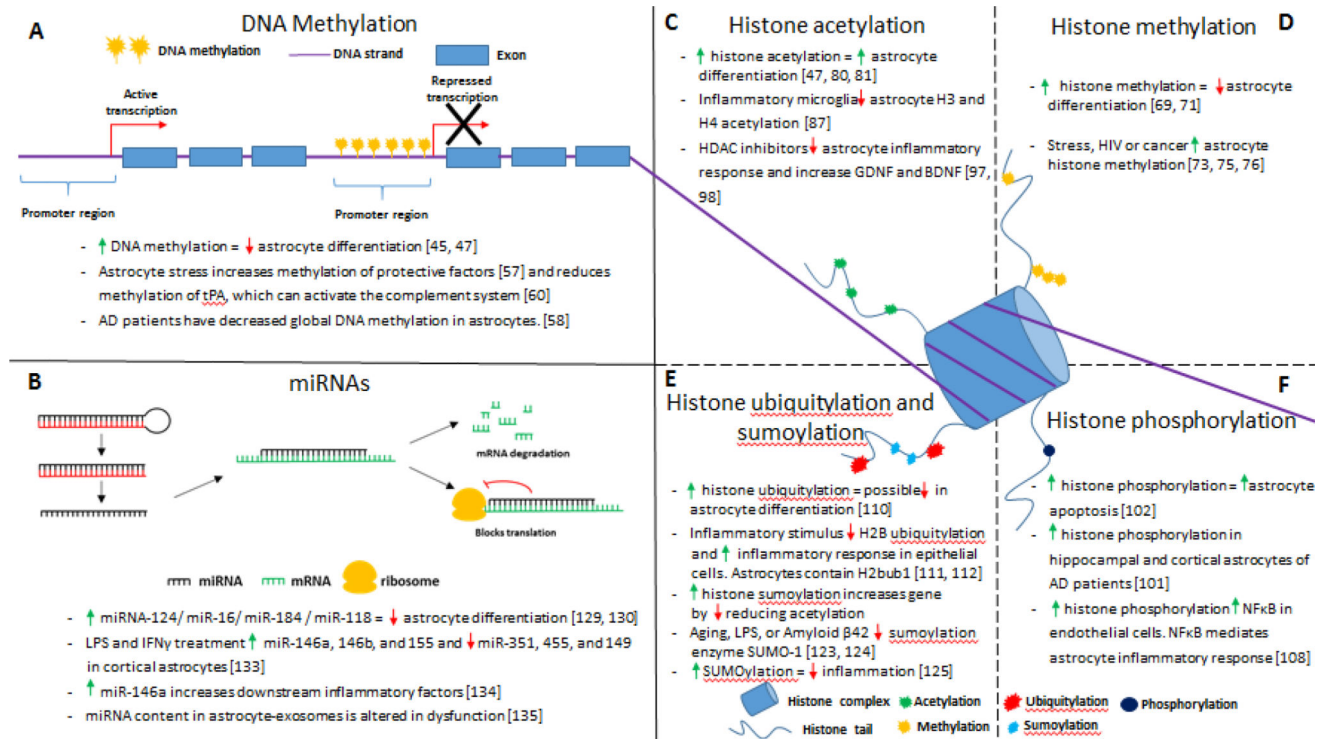 A
DNA Methylation
DNA methylation
DNA strand
Exon
Active
transcription
Repressed
transcription
Promoter region
Promoter region
- ↑ DNA methylation = ↓ astrocyte differentiation [45, 47]
- Astrocyte stress increases methylation of protective factors [57] and reduces
methylation of tPA, which can activate the complement system [60]
- AD patients have decreased global DNA methylation in astrocytes. [58]
B
miRNAs
mRNA degradation
Blocks translation
miRNA
mRNA
ribosome
- ↑ miRNA-124/ miR-16/ miR-184 / miR-118 = ↓ astrocyte differentiation [129, 130]
- LPS and IFNγ treatment ↑ miR-146a, 146b, and 155 and ↓ miR-351, 455, and 149
in cortical astrocytes [133]
- ↑ miR-146a increases downstream inflammatory factors [134]
- miRNA content in astrocyte-exosomes is altered in dysfunction [135]
C
Histone acetylation
- ↑ histone acetylation = ↑ astrocyte
differentiation [47, 80, 81]
- Inflammatory microglia ↓ astrocyte H3 and
H4 acetylation [87]
- HDAC inhibitors ↓ astrocyte inflammatory
response and increase GDNF and BDNF [97,
98]
Histone methylation
D
- ↑ histone methylation = ↓ astrocyte
differentiation [69, 71]
- Stress, HIV or cancer ↑ astrocyte
histone methylation [73, 75, 76]
E
Histone ubiquitylation and
sumoylation
- ↑ histone ubiquitylation = possible ↓ in
astrocyte differentiation [110]
- Inflammatory stimulus ↓ H2B ubiquitylation
and ↑ inflammatory response in epithelial
cells. Astrocytes contain H2bub1 [111, 112]
- ↑ histone sumoylation increases gene
by ↓ reducing acetylation
- Aging, LPS, or Amyloid β42 ↓ sumoylation
enzyme SUMO-1 [123, 124]
- ↑ SUMOylation = ↓ inflammation [125]
F
Histone phosphorylation
- ↑ histone phosphorylation = ↑ astrocyte
apoptosis [102]
- ↑ histone phosphorylation in
hippocampal and cortical astrocytes of
AD patients [101]
- ↑ histone phosphorylation ↑ NFκB in
endothelial cells. NFκB mediates
astrocyte inflammatory response [108]
Histone complex
Acetylation
Ubiquitylation
Phosphorylation
Histone tail
Methylation
Sumoylation